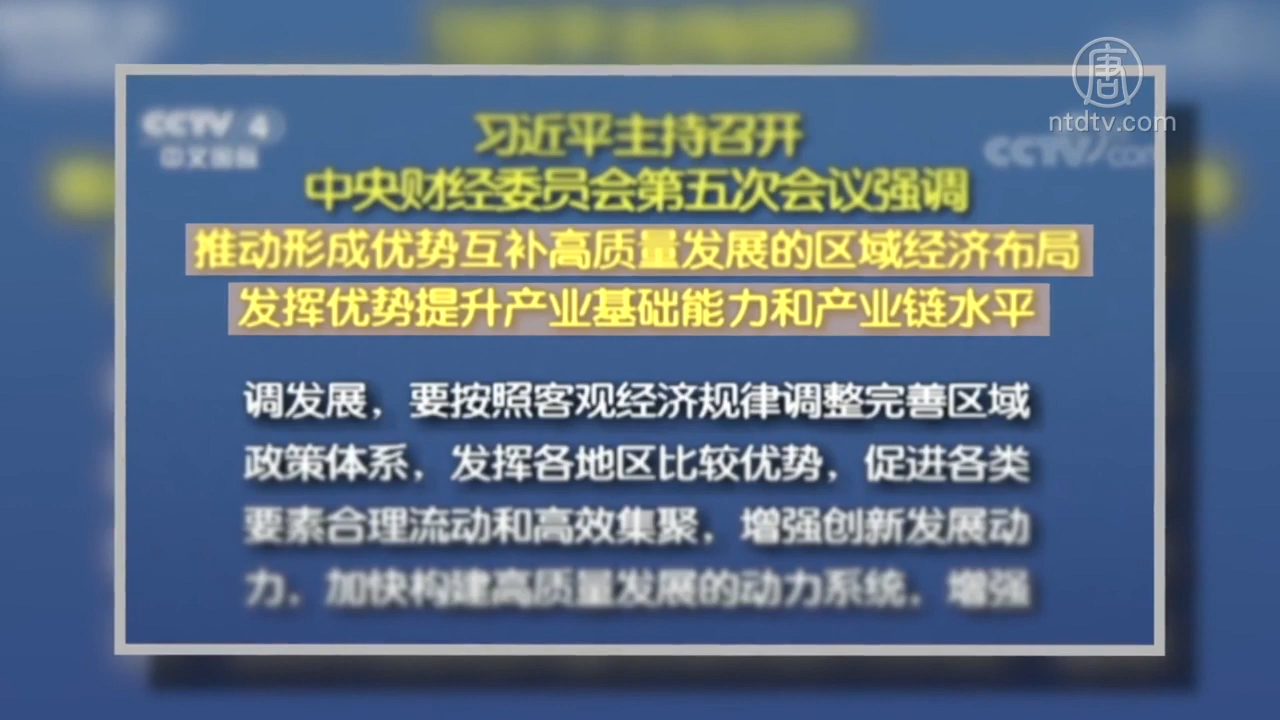 唐
ntdtv.com
CCTV 4
中文国际
CCTV.com
习近平主持召开
中央财经委员会第五次会议强调
推动形成优势互补高质量发展的区域经济布局
发挥优势提升产业基础能力和产业链水平
调发展，要按照客观经济规律调整完善区域
政策体系，发挥各地区比较优势，促进各类
要素合理流动和高效集聚，增强创新发展动
力，加快构建高质量发展的动力系统，增强